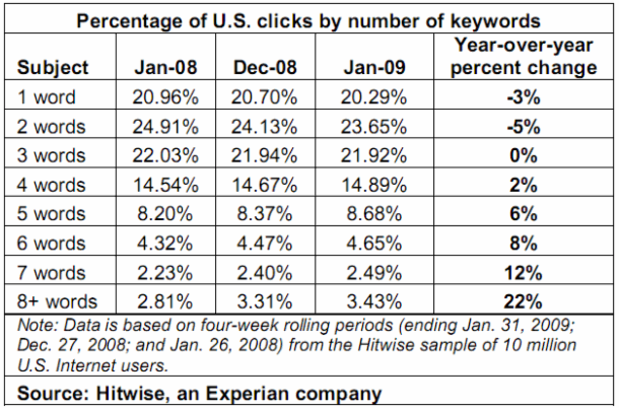 Percentage of U.S. clicks by number of keywords
Subject Jan-08 Dec-08 Jan-09 Year-over-year percent change
1 word 20.96% 20.70% 20.29% -3%
2 words 24.91% 24.13% 23.65% -5%
3 words 22.03% 21.94% 21.92% 0%
4 words 14.54% 14.67% 14.89% 2%
5 words 8.20% 8.37% 8.68% 6%
6 words 4.32% 4.47% 4.65% 8%
7 words 2.23% 2.40% 2.49% 12%
8+ words 2.81% 3.31% 3.43% 22%
Note: Data is based on four-week rolling periods (ending Jan. 31, 2009;
Dec. 27, 2008; and Jan. 26, 2008) from the Hitwise sample of 10 million
U.S. Internet users.
Source: Hitwise, an Experian company